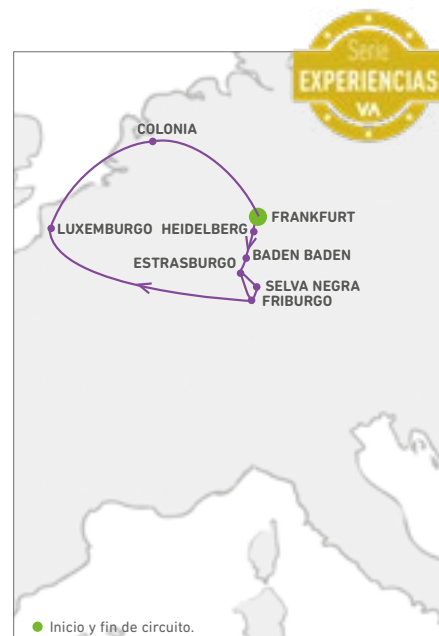 Serie
EXPERIENCIAS
VA
COLONIA
FRANKFURT
LUXEMBURGO
HEIDELBERG
BADEN BADEN
ESTRASBURGO
SELVA NEGRA
FRIBURGO
Inicio y fin de circuito.